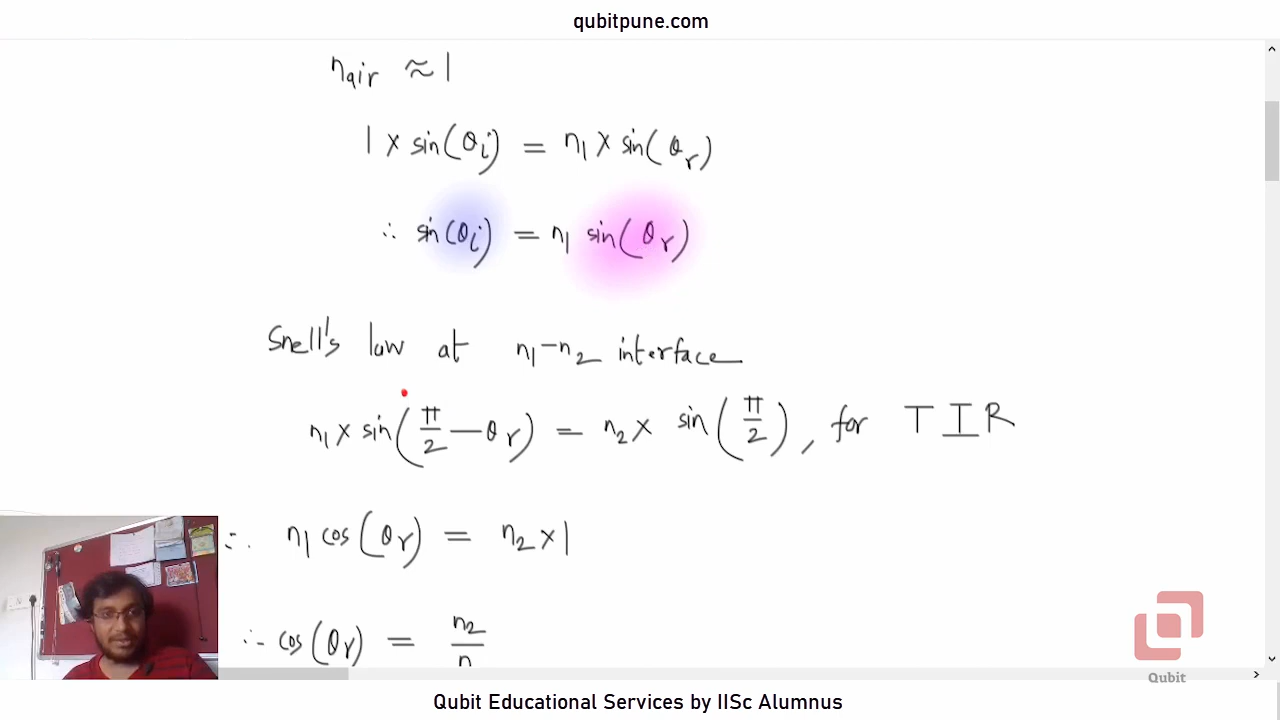 qubitpune.com
nair ≈ 1
1 × sin(θi) = n1 × sin(θr)
∴ sin(θi) = n1 sin(θr)
Snell's law at n1-n2 interface
n1 × sin(π/2 − θr) = n2 × sin(π/2), for TIR
∴ n1 cos(θr) = n2 × 1
∴ cos(θr) = n2/n
Qubit
Qubit Educational Services by IISc Alumnus